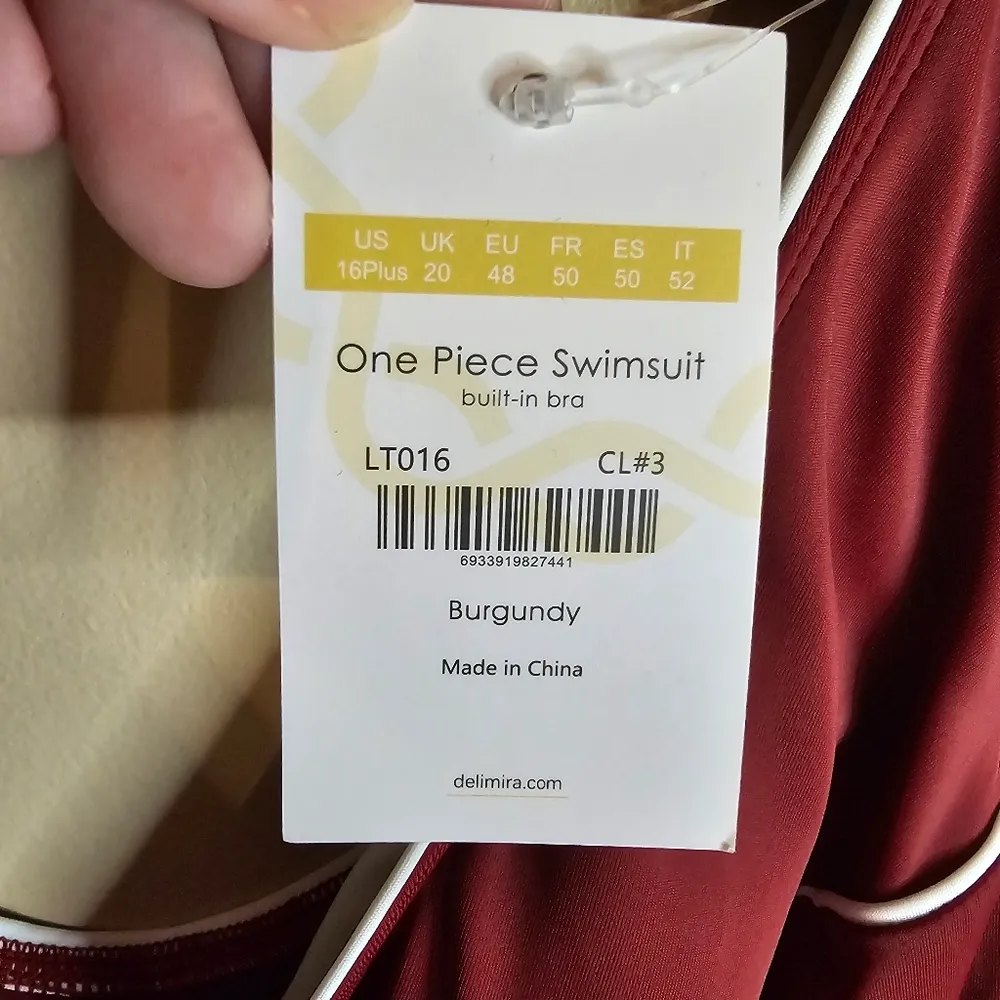 US UK EU FR ES IT
16Plus 20 48 50 50 52
One Piece Swimsuit
built-in bra
LT016 CL#3
6933919827441
Burgundy
Made in China
delimira.com